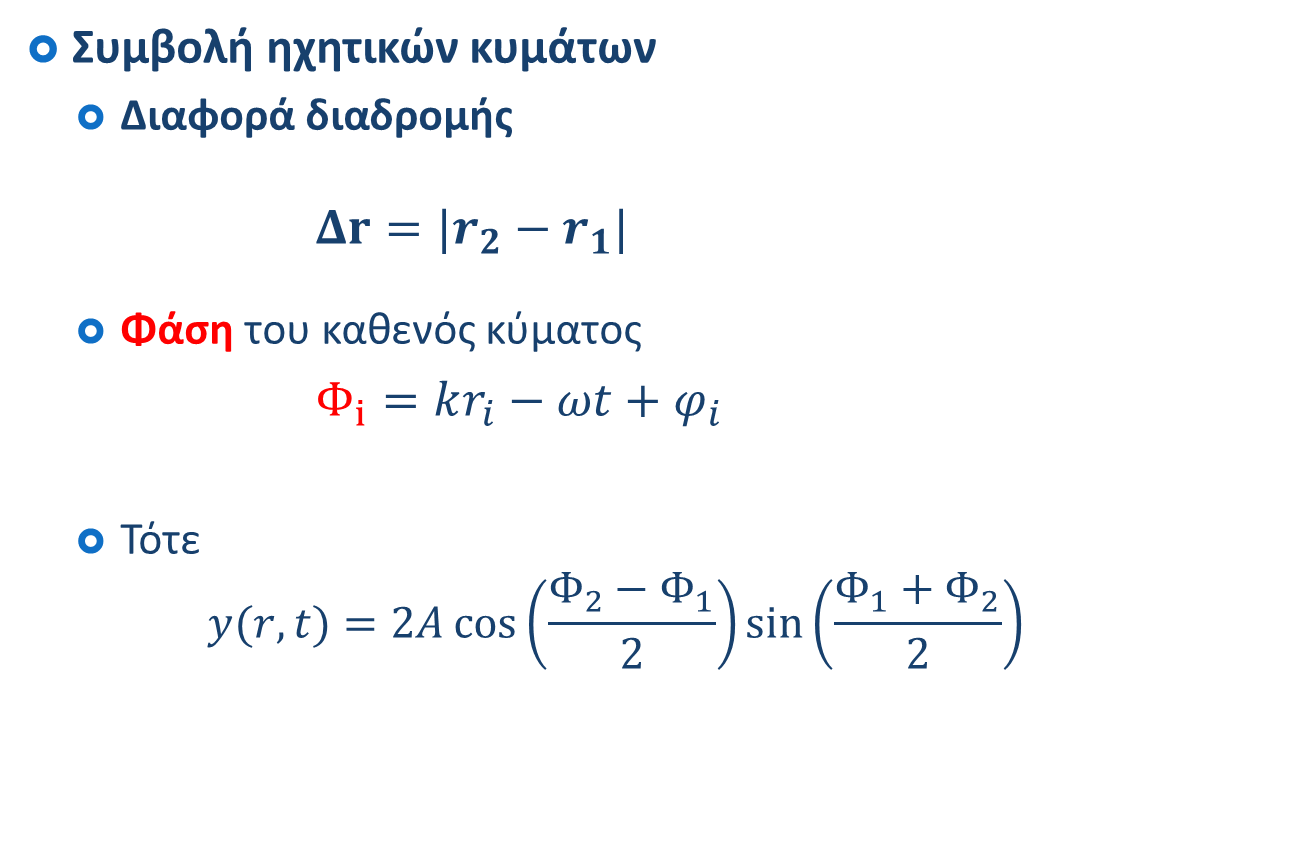 Συμβολή ηχητικών κυμάτων
Διαφορά διαδρομής
Δr = |r₂ − r₁|
Φάση του καθενός κύματος
Φᵢ = krᵢ − ωt + φᵢ
Τότε
y(r, t) = 2A cos((Φ₂ − Φ₁)/2) sin((Φ₁ + Φ₂)/2)